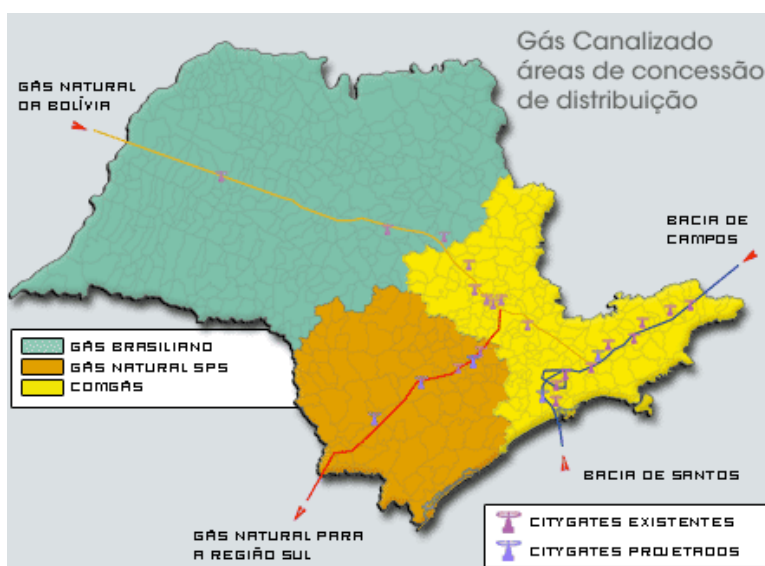 Gás Canalizado
áreas de concessão
de distribuição
GÁS NATURAL
DA BOLÍVIA
BACIA DE
CAMPOS
GÁS BRASILIANO
GÁS NATURAL SPS
COMGÁS
BACIA DE SANTOS
GÁS NATURAL PARA
A REGIÃO SUL
CITYGATES EXISTENTES
CITYGATES PROJETADOS